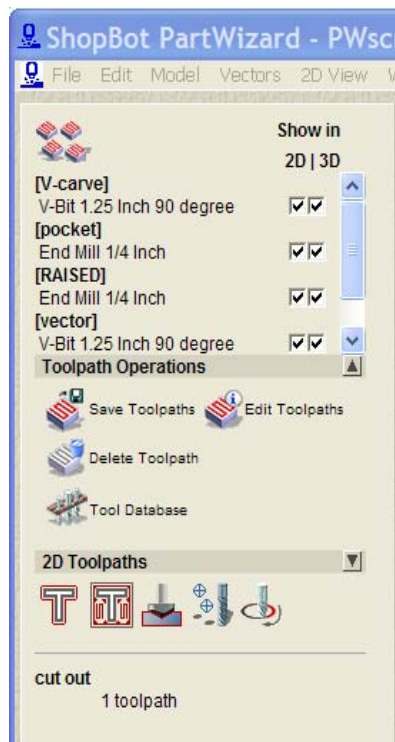 ShopBot PartWizard - PWsc
File Edit Model Vectors 2D View
Show in
2D | 3D
[V-carve]
V-Bit 1.25 Inch 90 degree
[pocket]
End Mill 1/4 Inch
[RAISED]
End Mill 1/4 Inch
[vector]
V-Bit 1.25 Inch 90 degree
Toolpath Operations
Save Toolpaths Edit Toolpaths
Delete Toolpath
Tool Database
2D Toolpaths
cut out
1 toolpath